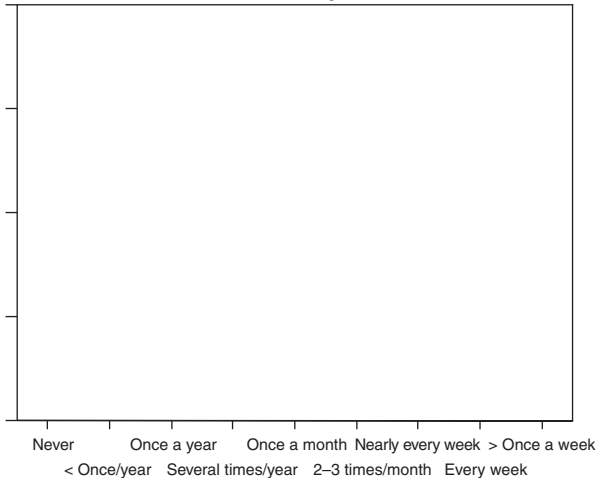 Never Once a year Once a month Nearly every week > Once a week
< Once/year Several times/year 2–3 times/month Every week